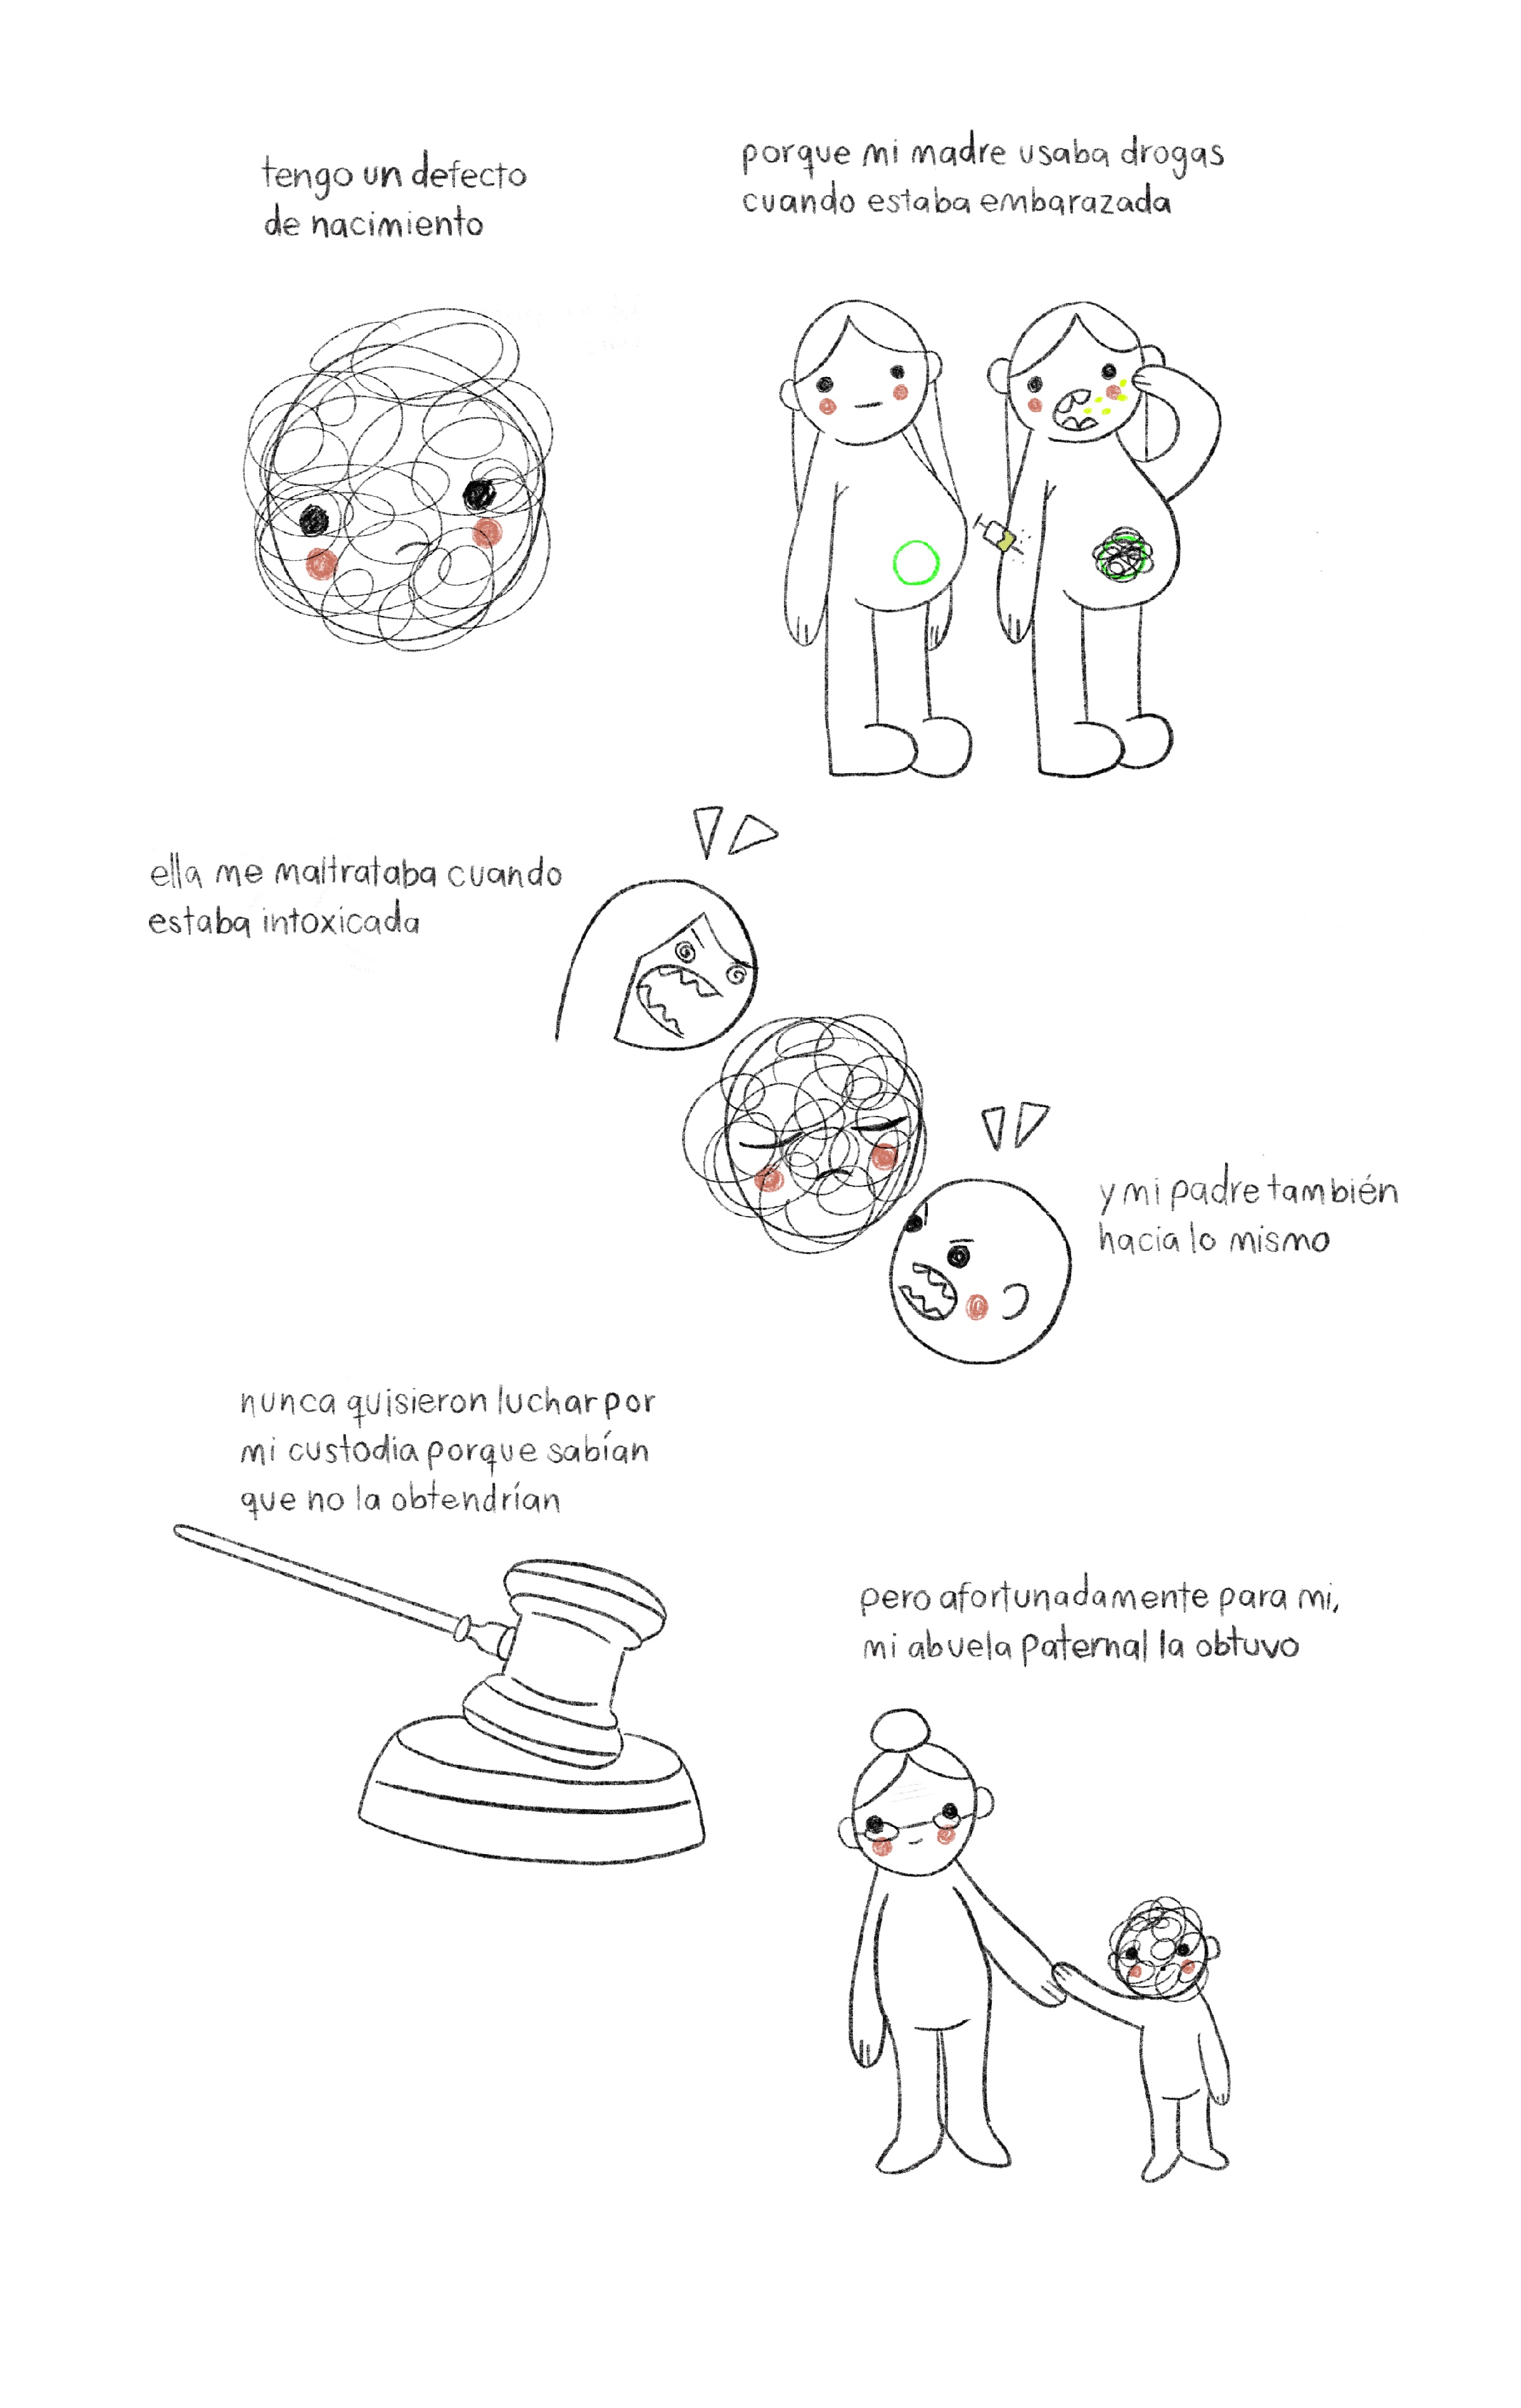 tengo un defecto
de nacimiento
porque mi madre usaba drogas
cuando estaba embarazada
ella me maltrataba cuando
estaba intoxicada
y mi padre también
hacia lo mismo
nunca quisieron luchar por
mi custodia porque sabían
que no la obtendrían
pero afortunadamente para mi,
mi abuela paternal la obtuvo